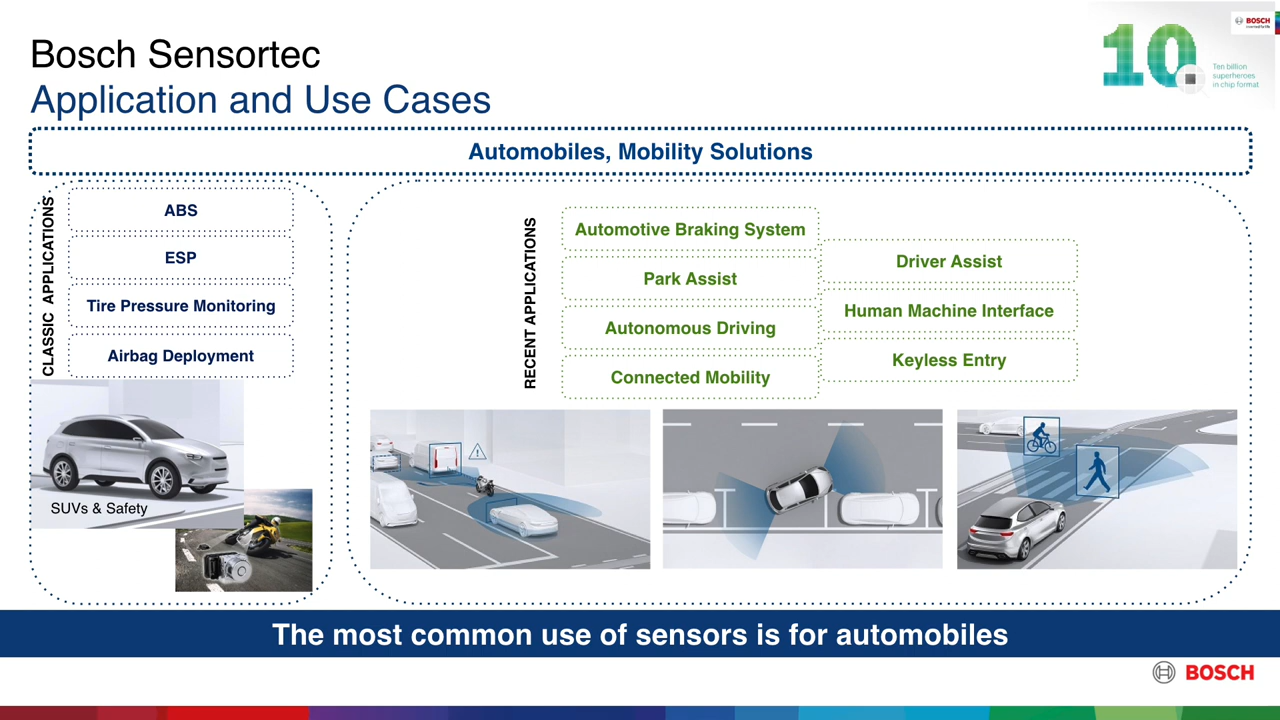 Bosch Sensortec
Application and Use Cases
10
Ten billion
superheroes
in chip format
BOSCH
Automobiles, Mobility Solutions
CLASSIC APPLICATIONS
ABS
ESP
Tire Pressure Monitoring
Airbag Deployment
SUVs & Safety
RECENT APPLICATIONS
Automotive Braking System
Park Assist
Autonomous Driving
Connected Mobility
Driver Assist
Human Machine Interface
Keyless Entry
The most common use of sensors is for automobiles
BOSCH